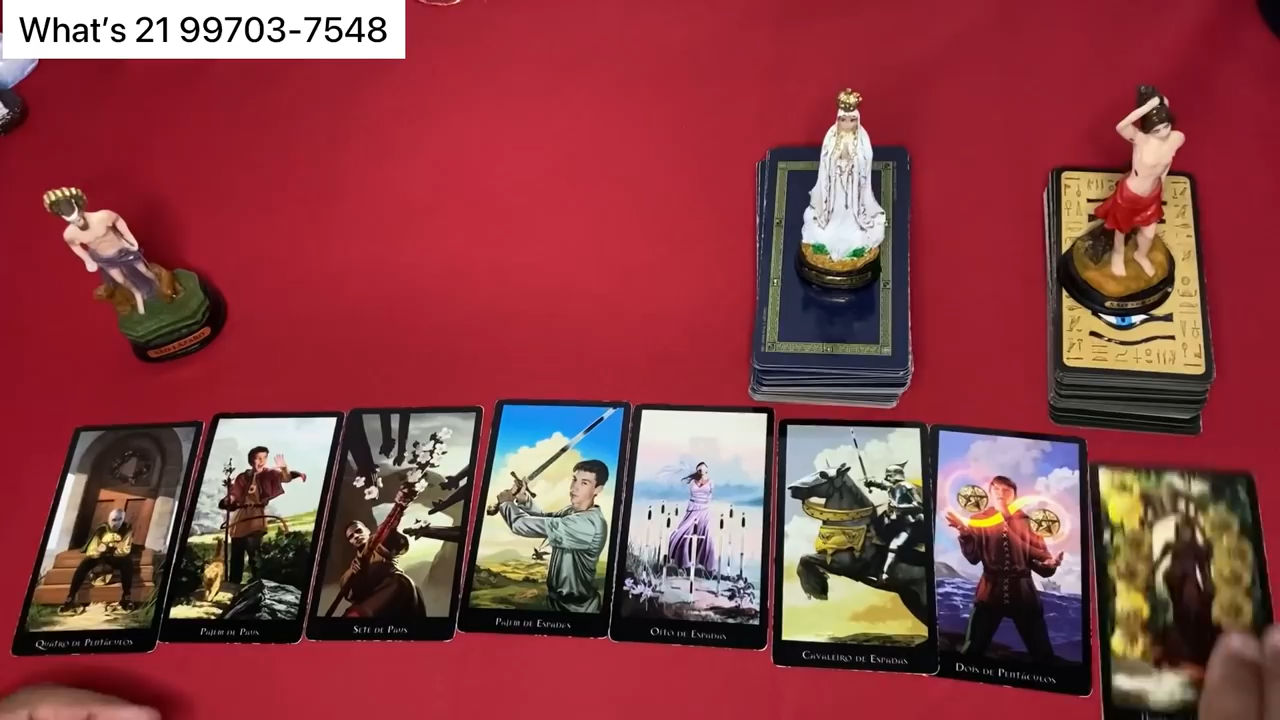 What's 21 99703-7548
Quatro de Pentáculos
Pajem de Paus
Sete de Paus
Pajem de Espadas
Oito de Espadas
Cavaleiro de Espadas
Dois de Pentáculos